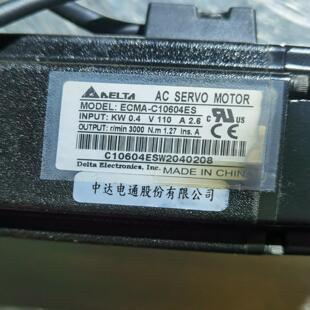 DELTA AC SERVO MOTOR
MODEL: ECMA-C10604ES
INPUT: KW 0.4 V 110 A 2.6
OUTPUT: r/min 3000 N.m 1.27 Ins. A
C10604ESW2040208
Delta Electronics, Inc.
MADE IN CHINA
中达电通股份有限公司